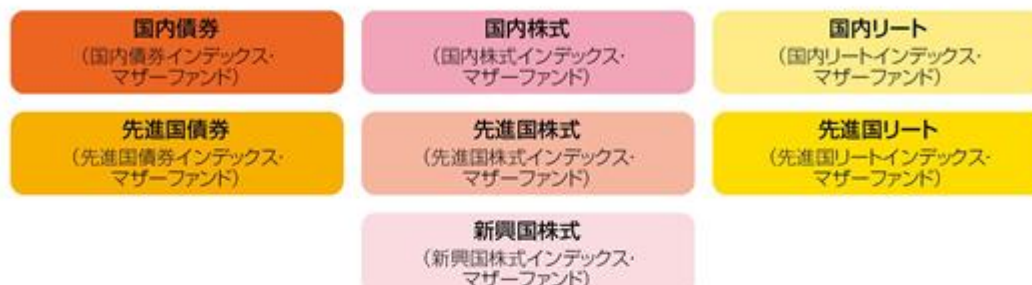 国内債券
(国内債券インデックス・
マザーファンド)
国内株式
(国内株式インデックス・
マザーファンド)
国内リート
(国内リートインデックス・
マザーファンド)
先進国債券
(先進国債券インデックス・
マザーファンド)
先進国株式
(先進国株式インデックス・
マザーファンド)
先進国リート
(先進国リートインデックス・
マザーファンド)
新興国株式
(新興国株式インデックス・
マザーファンド)